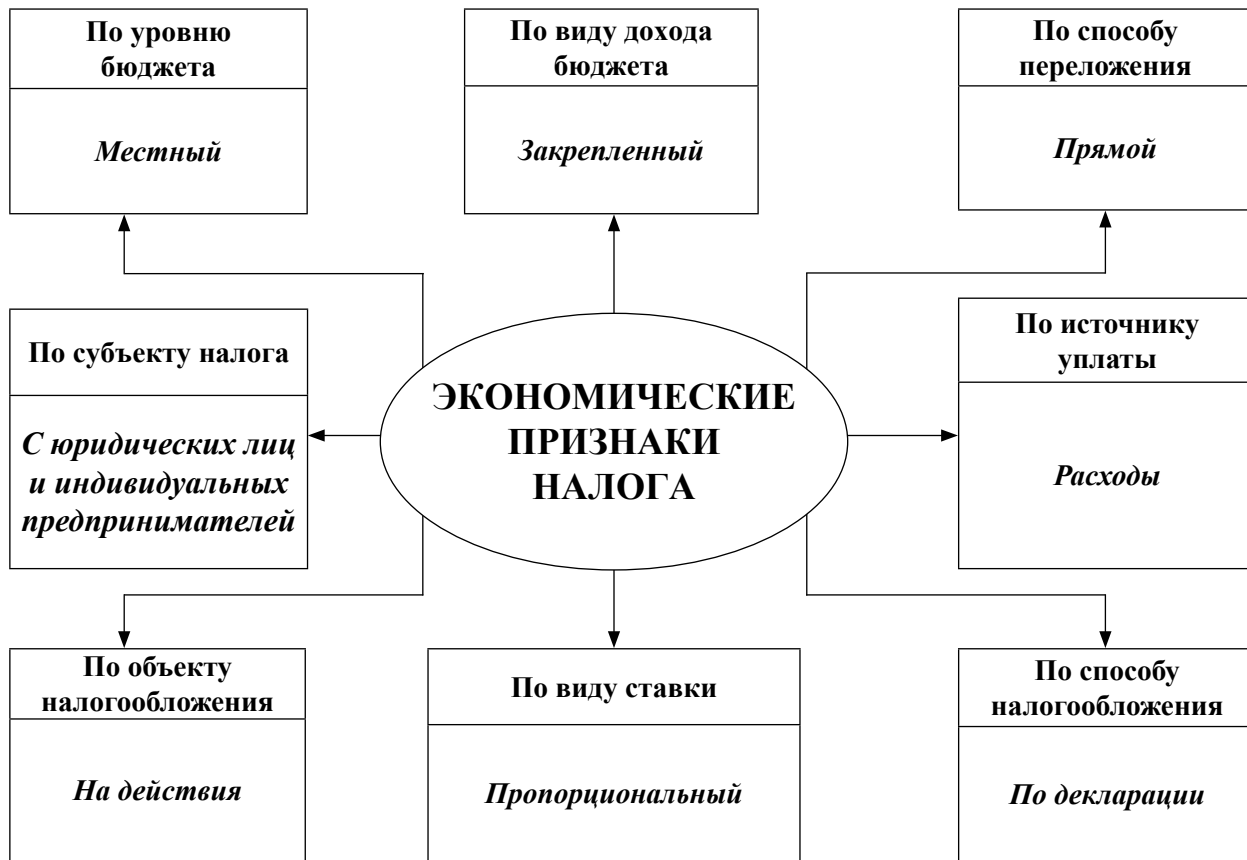 По уровню
бюджета
Местный
По виду дохода
бюджета
Закрепленный
По способу
переложения
Прямой
По субъекту налога
С юридических лиц
и индивидуальных
предпринимателей
ЭКОНОМИЧЕСКИЕ
ПРИЗНАКИ
НАЛОГА
По источнику
уплаты
Расходы
По объекту
налогообложения
На действия
По виду ставки
Пропорциональный
По способу
налогообложения
По декларации